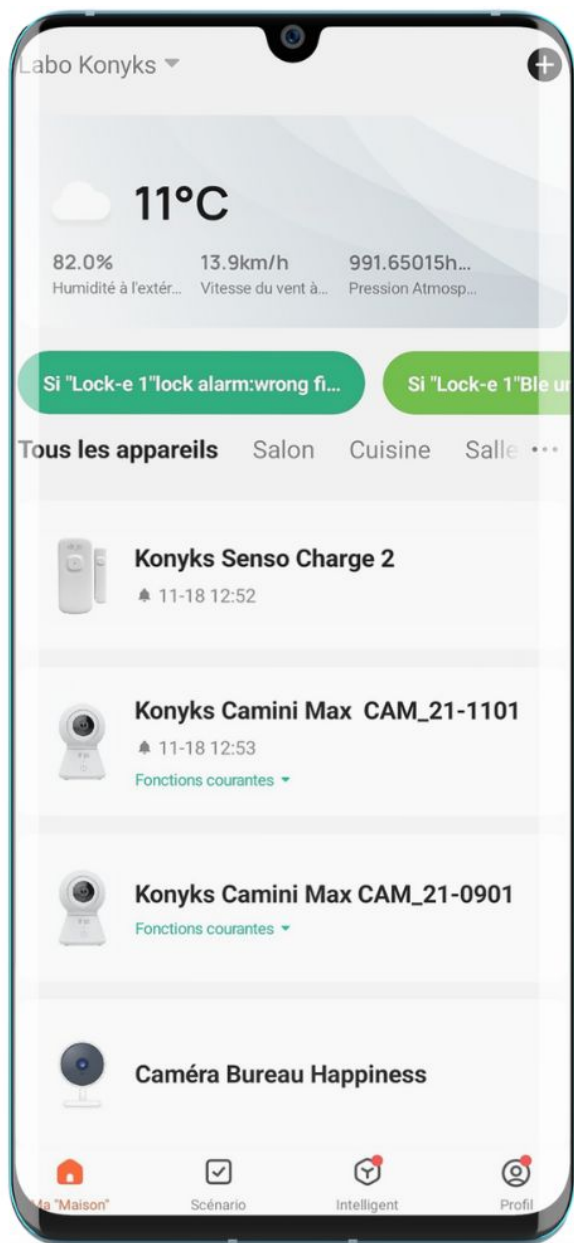 Labo Konyks
11°C
82.0% 13.9km/h 991.65015h...
Humidité à l'extér... Vitesse du vent à... Pression Atmosp...
Si "Lock-e 1"lock alarm:wrong fi... Si "Lock-e 1"Ble un
Tous les appareils Salon Cuisine Salle ...
Konyks Senso Charge 2
11-18 12:52
Konyks Camini Max CAM_21-1101
11-18 12:53
Fonctions courantes
Konyks Camini Max CAM_21-0901
Fonctions courantes
Caméra Bureau Happiness
Ma "Maison" Scénario Intelligent Profil